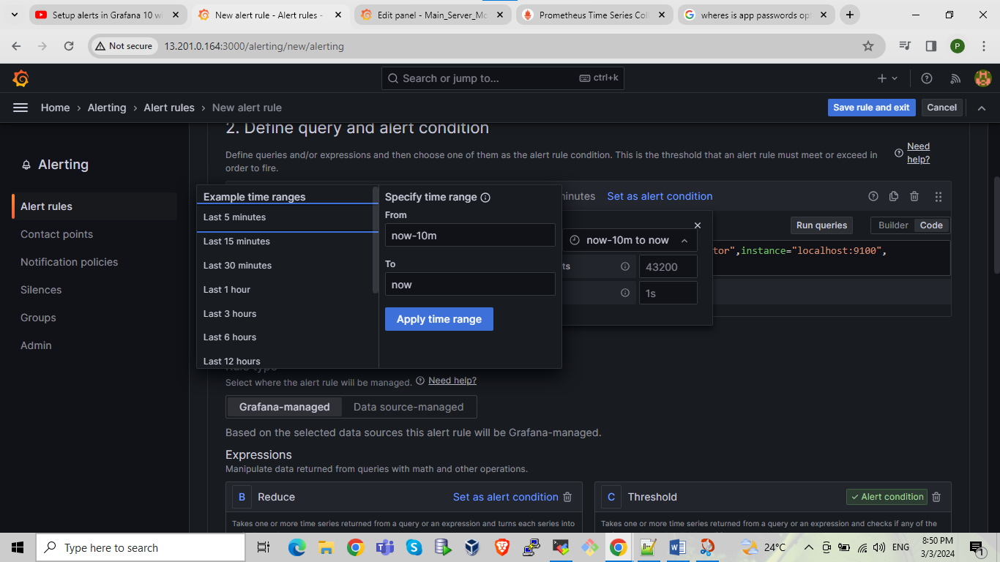 Setup alerts in Grafana 10 wi
New alert rule - Alert rules -
Edit panel - Main_Server_Mo
Prometheus Time Series Coll
wheres is app passwords opt
Not secure
13.201.0.164:3000/alerting/new/alerting
P
Search or jump to...
ctrl+k
Home
Alerting
Alert rules
New alert rule
Save rule and exit
Cancel
Alerting
Alert rules
Contact points
Notification policies
Silences
Groups
Admin
2. Define query and alert condition
Define queries and/or expressions and then choose one of them as the alert rule condition. This is the threshold that an alert rule must meet or exceed in
order to fire.
Need
help?
minutes
Set as alert condition
Example time ranges
Last 5 minutes
Last 15 minutes
Last 30 minutes
Last 1 hour
Last 3 hours
Last 6 hours
Last 12 hours
Specify time range
From
now-10m
To
now
Apply time range
now-10m to now
ts
43200
1s
Run queries
Builder
Code
tor",instance="localhost:9100",
Rule type
Select where the alert rule will be managed.
Need help?
Grafana-managed
Data source-managed
Based on the selected data sources this alert rule will be Grafana-managed.
Expressions
Manipulate data returned from queries with math and other operations.
B
Reduce
Set as alert condition
Takes one or more time series returned from a query or an expression and turns each series into
C
Threshold
Alert condition
Takes one or more time series returned from a query or an expression and checks if any of the
Type here to search
24°C
ENG
8:50 PM
3/3/2024
1